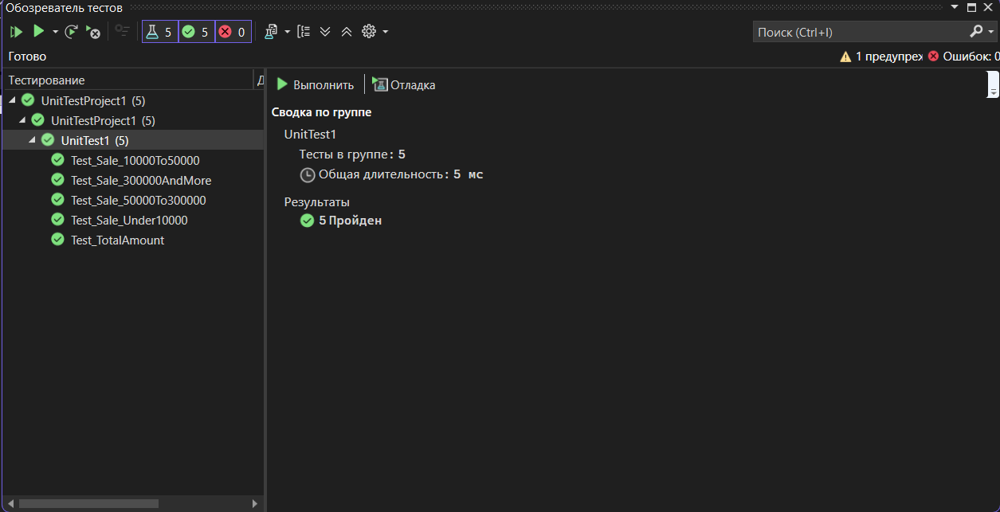 Обозреватель тестов
5 5 0
Поиск (Ctrl+I)
Готово
1 предупреж Ошибок: 0
Тестирование Д
UnitTestProject1 (5)
UnitTestProject1 (5)
UnitTest1 (5)
Test_Sale_10000To50000
Test_Sale_300000AndMore
Test_Sale_50000To300000
Test_Sale_Under10000
Test_TotalAmount
Выполнить Отладка
Сводка по группе
UnitTest1
Тесты в группе: 5
Общая длительность: 5 мс
Результаты
5 Пройден